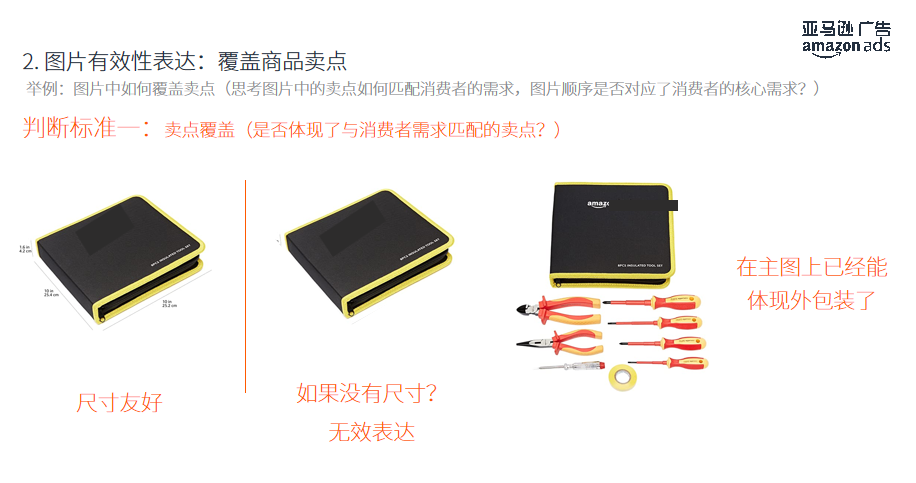 亚马逊广告
amazon ads
2. 图片有效性表达：覆盖商品卖点
举例：图片中如何覆盖卖点（思考图片中的卖点如何匹配消费者的需求，图片顺序是否对应了消费者的核心需求？）
判断标准一：卖点覆盖（是否体现了与消费者需求匹配的卖点？）
1.6 in
4.2 cm
10 in
25.4 cm
10 in
25.2 cm
8PCS INSULATED TOOL SET
尺寸友好
8PCS INSULATED TOOL SET
如果没有尺寸？
无效表达
amaz
8PCS INSULATED TOOL SET
在主图上已经能
体现外包装了